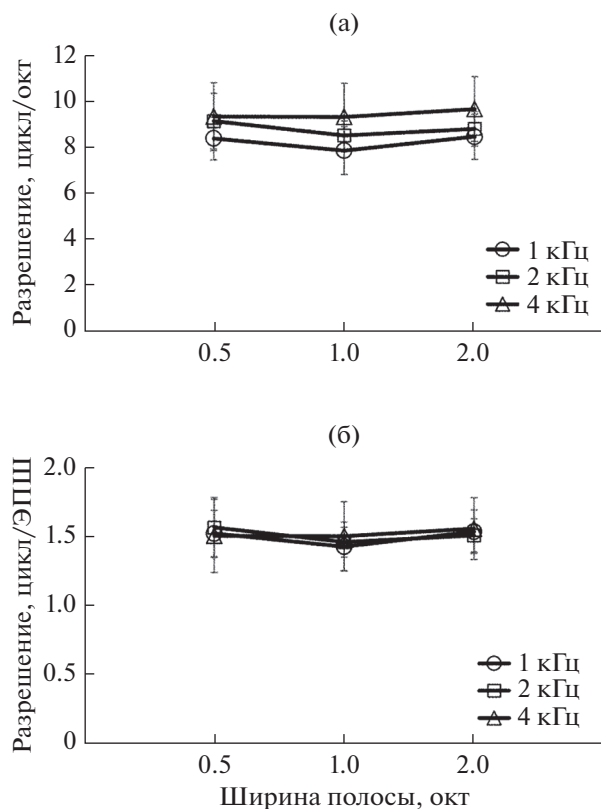 (а)
Разрешение, цикл/окт
12
10
8
6
4
2
0
1 кГц
2 кГц
4 кГц
0.5
1.0
2.0
(б)
Разрешение, цикл/ЭПШ
2.0
1.5
1.0
0.5
0
1 кГц
2 кГц
4 кГц
0.5
1.0
2.0
Ширина полосы, окт